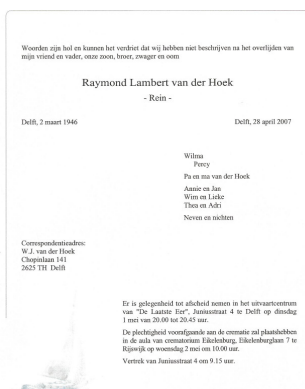 Woorden zijn hol en kunnen het verdriet dat wij hebben niet beschrijven na het overlijden van
mijn vriend en vader, onze zoon, broer, zwager en oom
Raymond Lambert van der Hoek
- Rein -
Delft, 2 maart 1946
Delft, 28 april 2007
Wilma
Percy
Pa en ma van der Hoek
Annie en Jan
Wim en Lieke
Thea en Adri
Neven en nichten
Correspondentieadres:
W.J. van der Hoek
Chopinlaan 141
2625 TH Delft
Er is gelegenheid tot afscheid nemen in het uitvaartcentrum
van "De Laatste Eer", Juniusstraat 4 te Delft op dinsdag
1 mei van 20.00 tot 20.45 uur.
De plechtigheid voorafgaande aan de crematie zal plaatshebben
in de aula van crematorium Eikelenburg, Eikelenburglaan 7 te
Rijswijk op woensdag 2 mei om 10.00 uur.
Vertrek van Juniusstraat 4 om 9.15 uur.